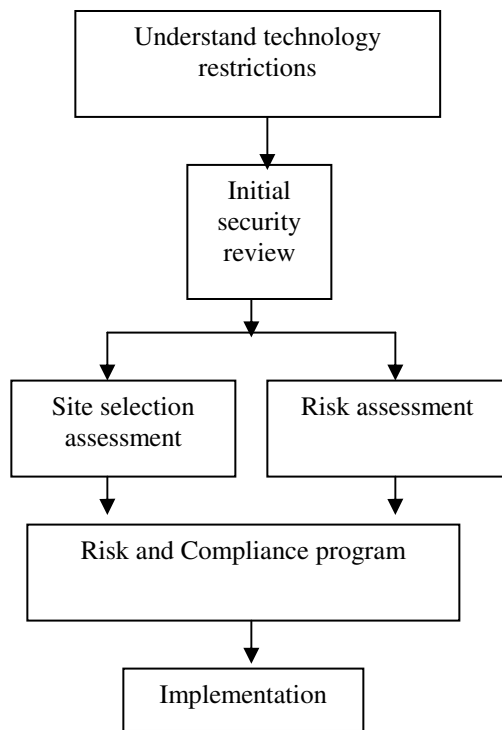 Understand technology
restrictions
Initial
security
review
Site selection
assessment
Risk assessment
Risk and Compliance program
Implementation